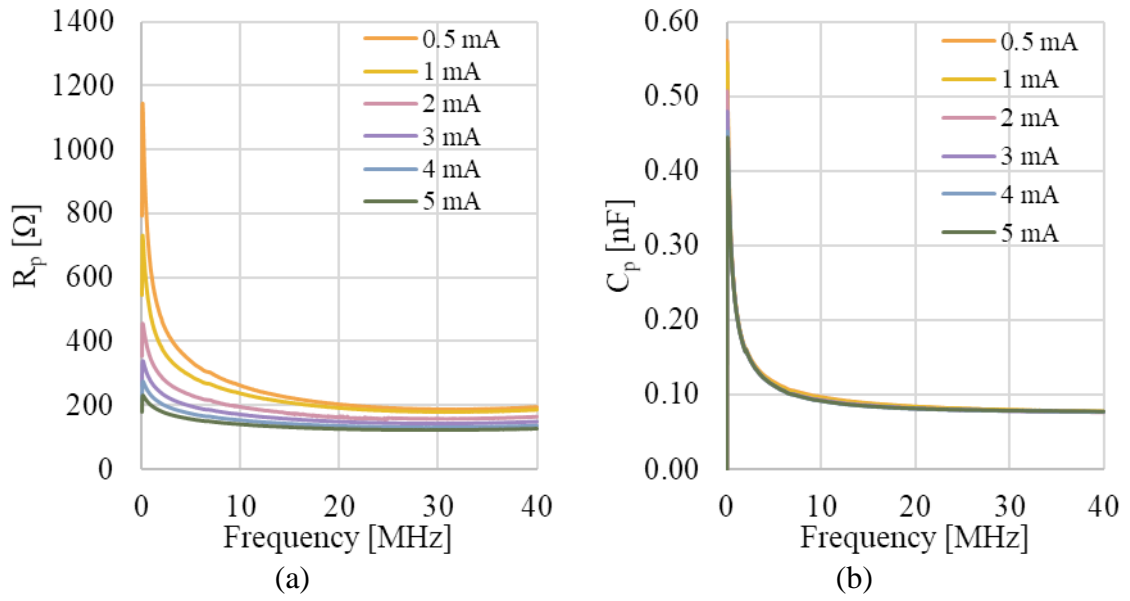 1400
1200
1000
800
600
400
200
0
R_p [Ω]
0.5 mA
1 mA
2 mA
3 mA
4 mA
5 mA
0 10 20 30 40
Frequency [MHz]
(a)
0.60
0.50
0.40
0.30
0.20
0.10
0.00
C_p [nF]
0.5 mA
1 mA
2 mA
3 mA
4 mA
5 mA
0 10 20 30 40
Frequency [MHz]
(b)